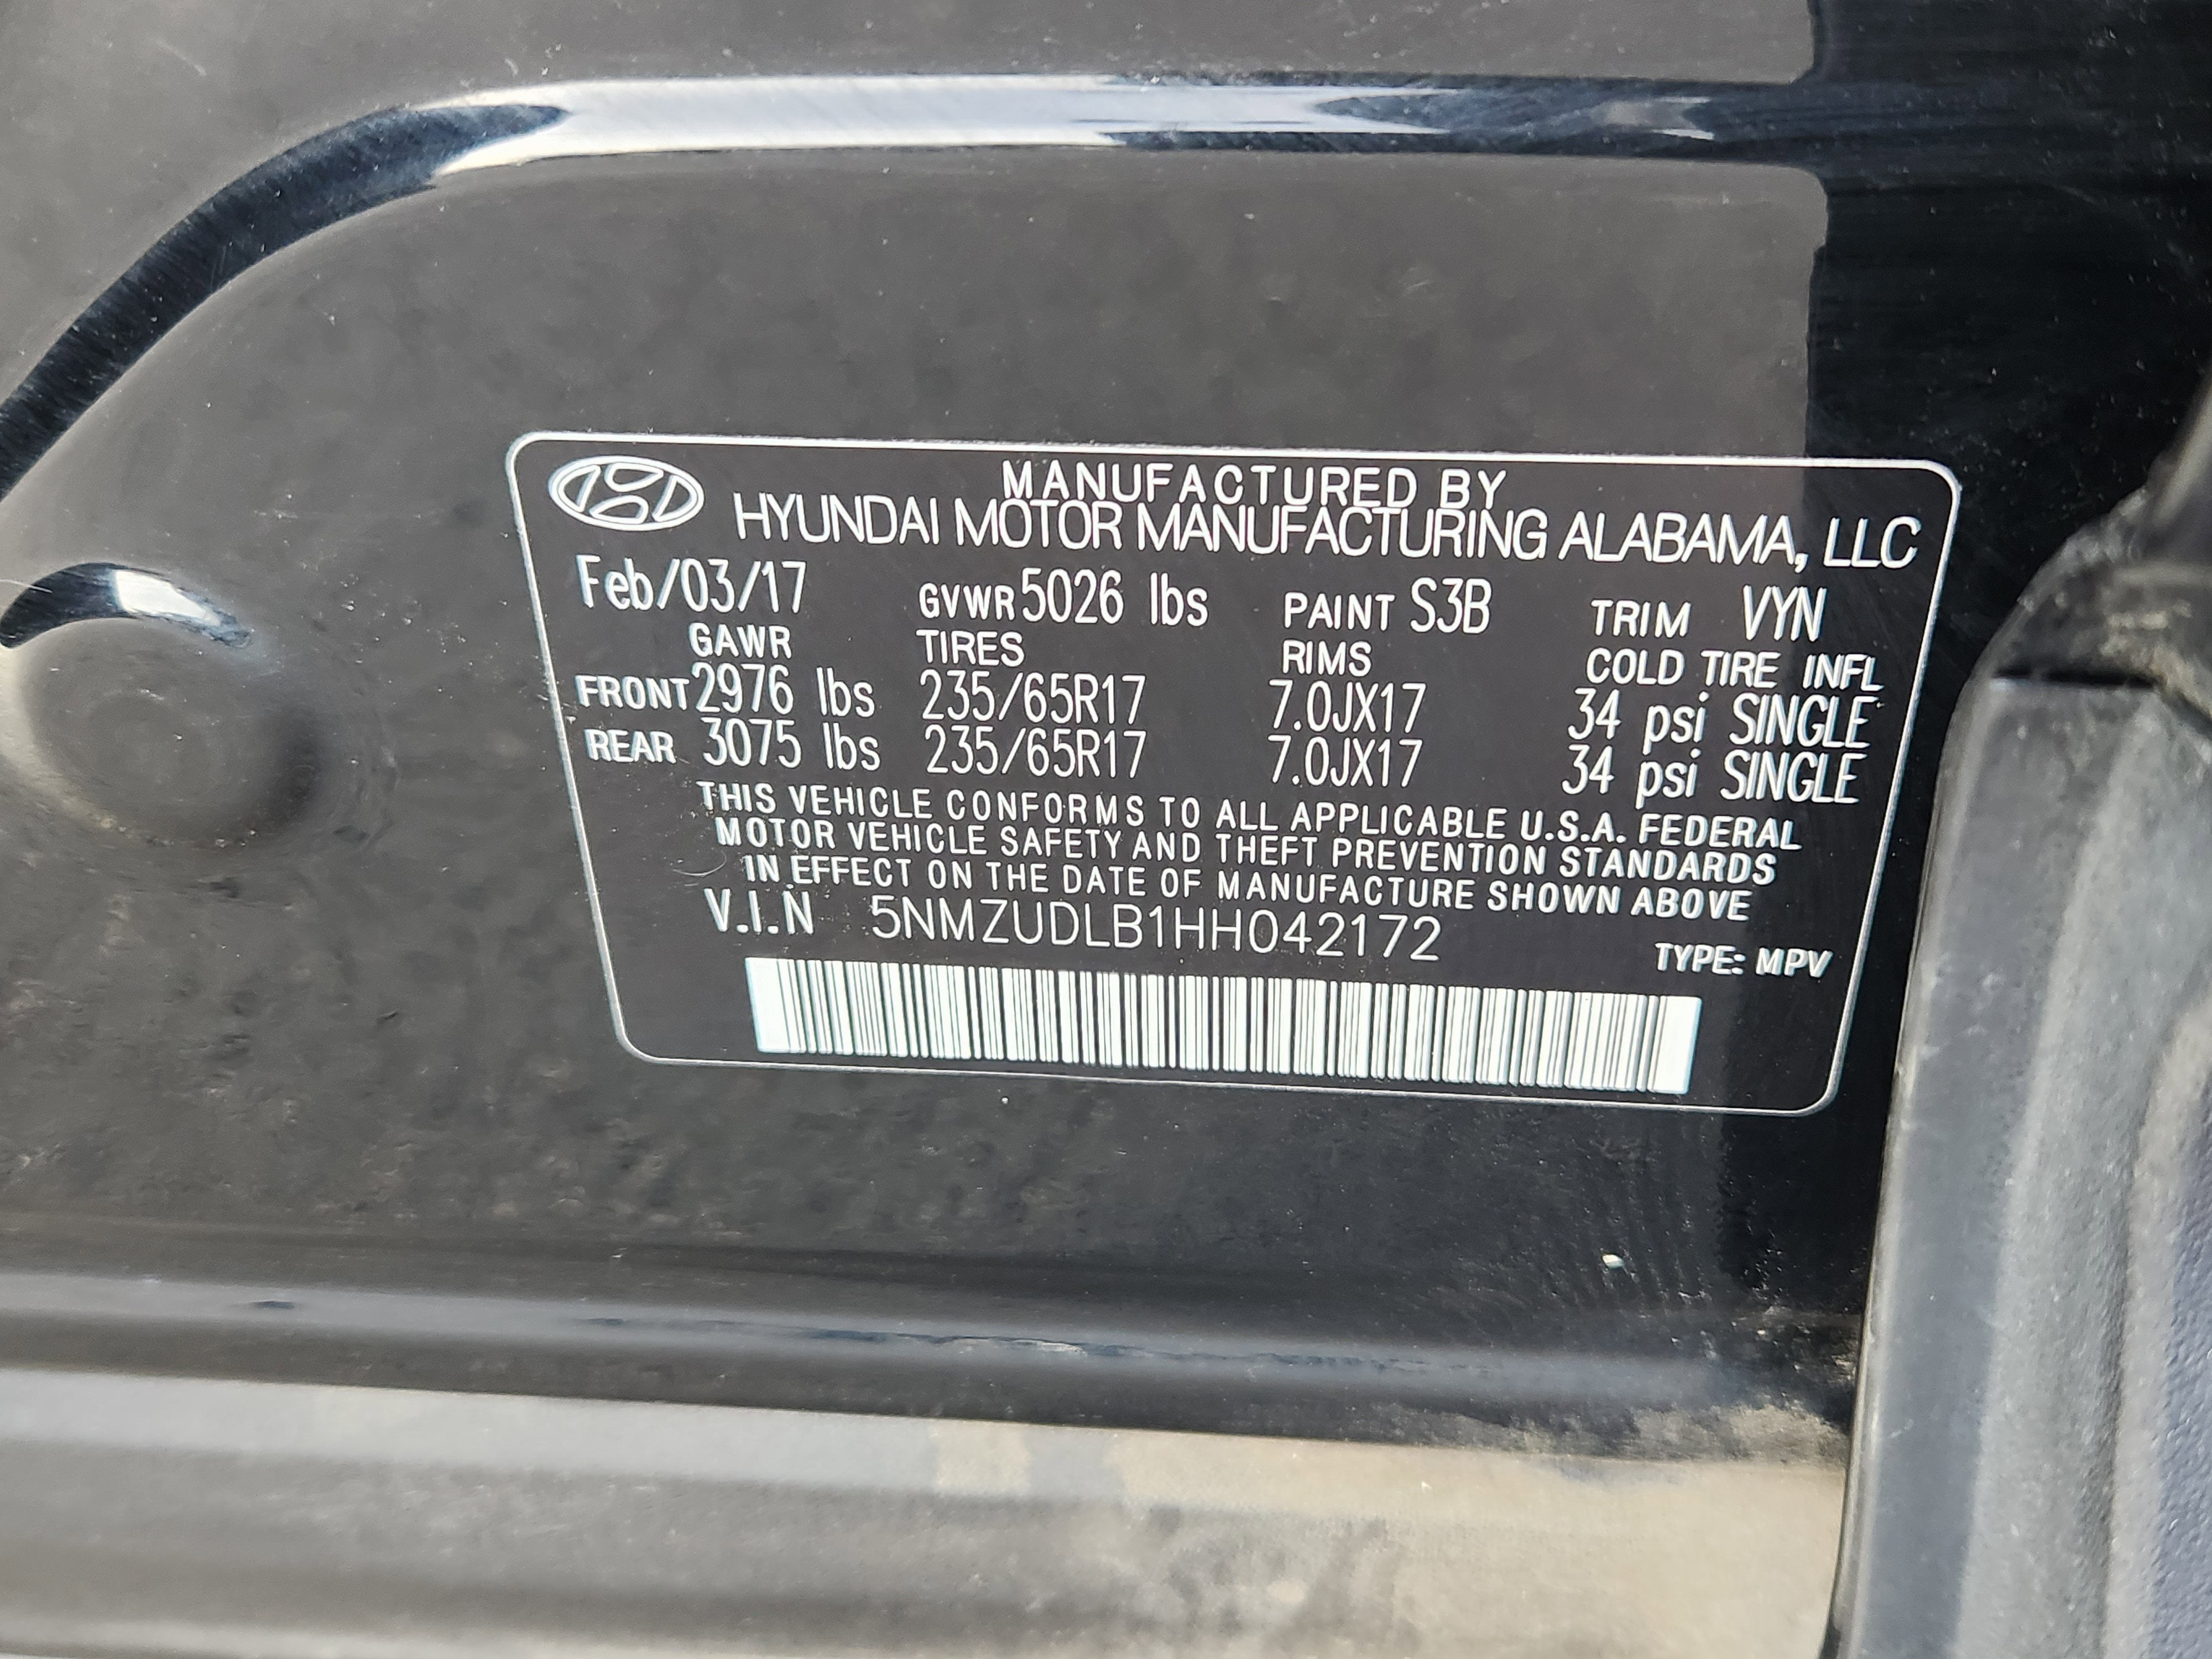 MANUFACTURED BY
HYUNDAI MOTOR MANUFACTURING ALABAMA, LLC
Feb/03/17 GVWR 5026 lbs PAINT S3B TRIM VYN
GAWR TIRES RIMS COLD TIRE INFL
FRONT 2976 lbs 235/65R17 7.0JX17 34 psi SINGLE
REAR 3075 lbs 235/65R17 7.0JX17 34 psi SINGLE
THIS VEHICLE CONFORMS TO ALL APPLICABLE U.S.A. FEDERAL
MOTOR VEHICLE SAFETY AND THEFT PREVENTION STANDARDS
IN EFFECT ON THE DATE OF MANUFACTURE SHOWN ABOVE
V.I.N 5NMZUDLB1HH042172
TYPE: MPV